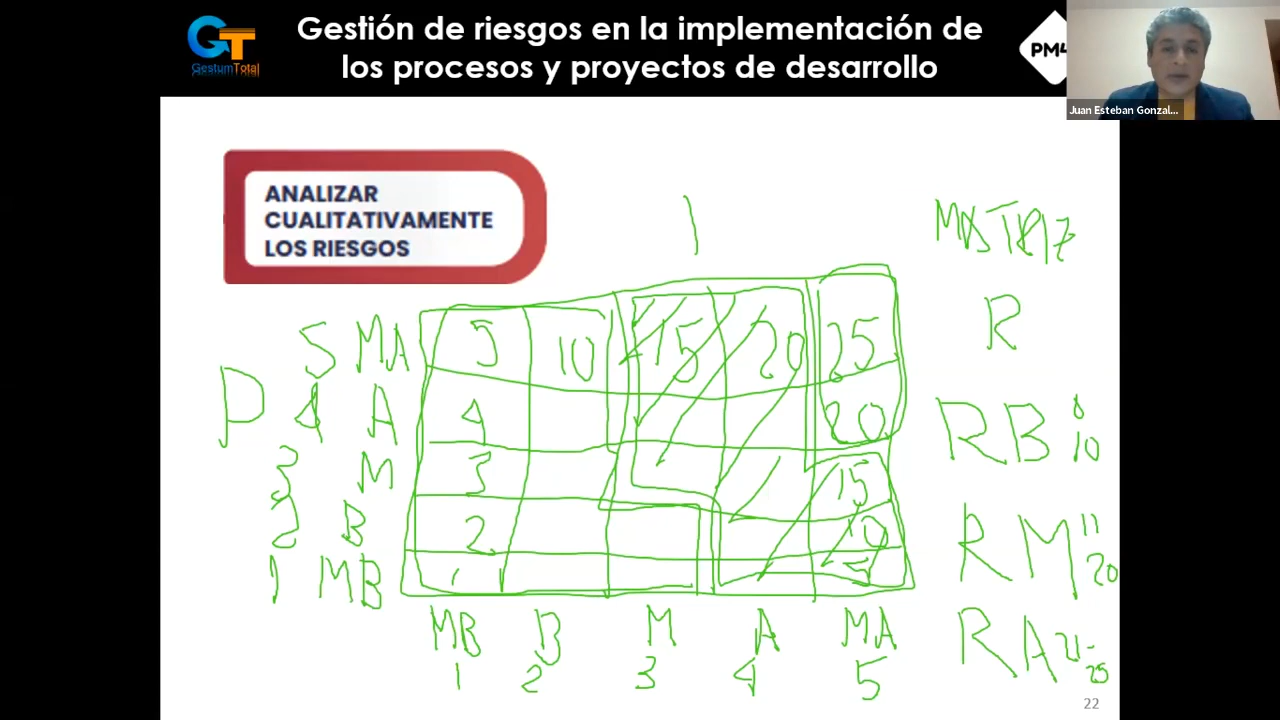 Gestión de riesgos en la implementación de
los procesos y proyectos de desarrollo
GT
GestumTotal
PM4
Juan Esteban Gonzal...
ANALIZAR
CUALITATIVAMENTE
LOS RIESGOS
I
MATRIZ
R
P
5 MA 5 10 15 20 25
4 A 4 20
3 M 3 15
2 B 2 10
1 MB 1 5
MB B M A MA
1 2 3 4 5
RB 0 10
RM 11 20
RA 21-25
22